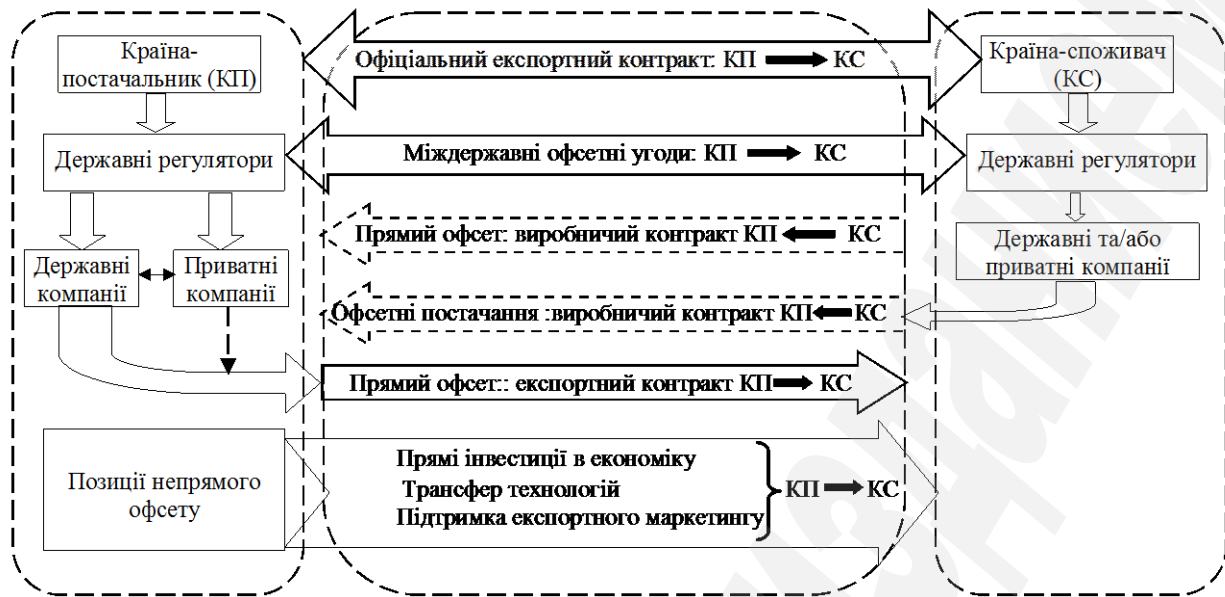 Країна-
постачальник (КП)
Офіціальний експортний контракт: КП КС
Країна-споживач
(КС)
Державні регулятори
Міждержавні офсетні угоди: КП КС
Державні регулятори
Прямий офсет: виробничий контракт КП КС
Державні
компанії
Приватні
компанії
Державні та/або
приватні компанії
Офсетні постачання :виробничий контракт КП КС
Прямий офсет:: експортний контракт КП КС
Позиції непрямого
офсету
Прямі інвестиції в економіку
Трансфер технологій
Підтримка експортного маркетингу
КП КС